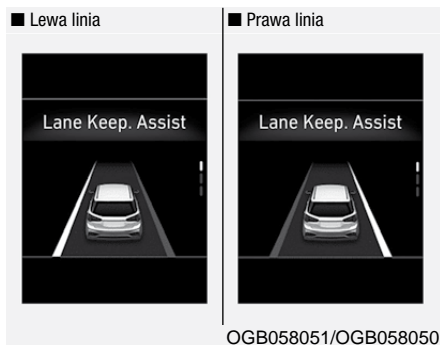 ■ Lewa linia
■ Prawa linia
Lane Keep. Assist
Lane Keep. Assist
OGB058051/OGB058050